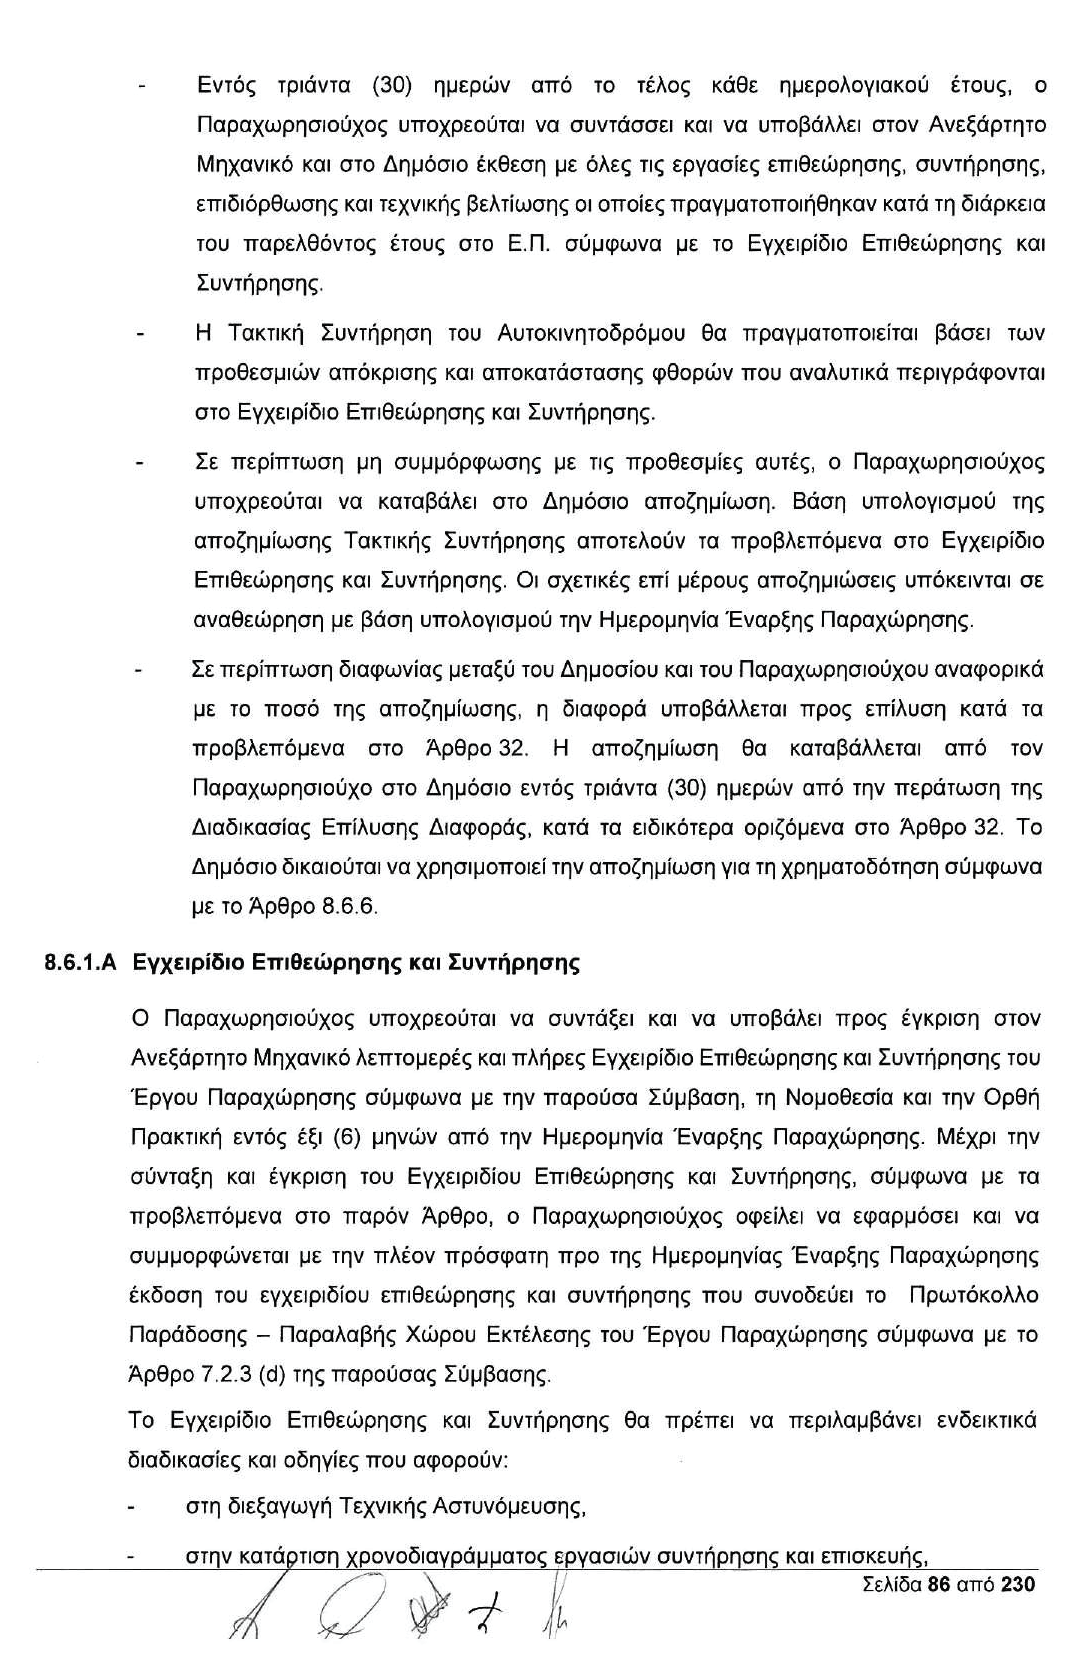 - Εντός τριάντα (30) ημερών από το τέλος κάθε ημερολογιακού έτους, ο
Παραχωρησιούχος υποχρεούται να συντάσσει και να υποβάλλει στον Ανεξάρτητο
Μηχανικό και στο Δημόσιο έκθεση με όλες τις εργασίες επιθεώρησης, συντήρησης,
επιδιόρθωσης και τεχνικής βελτίωσης οι οποίες πραγματοποιήθηκαν κατά τη διάρκεια
του παρελθόντος έτους στο Ε.Π. σύμφωνα με το Εγχειρίδιο Επιθεώρησης και
Συντήρησης.
- Η Τακτική Συντήρηση του Αυτοκινητοδρόμου θα πραγματοποιείται βάσει των
προθεσμιών απόκρισης και αποκατάστασης φθορών που αναλυτικά περιγράφονται
στο Εγχειρίδιο Επιθεώρησης και Συντήρησης.
- Σε περίπτωση μη συμμόρφωσης με τις προθεσμίες αυτές, ο Παραχωρησιούχος
υποχρεούται να καταβάλει στο Δημόσιο αποζημίωση. Βάση υπολογισμού της
αποζημίωσης Τακτικής Συντήρησης αποτελούν τα προβλεπόμενα στο Εγχειρίδιο
Επιθεώρησης και Συντήρησης. Οι σχετικές επί μέρους αποζημιώσεις υπόκεινται σε
αναθεώρηση με βάση υπολογισμού την Ημερομηνία Έναρξης Παραχώρησης.
- Σε περίπτωση διαφωνίας μεταξύ του Δημοσίου και του Παραχωρησιούχου αναφορικά
με το ποσό της αποζημίωσης, η διαφορά υποβάλλεται προς επίλυση κατά τα
προβλεπόμενα στο Άρθρο 32. Η αποζημίωση θα καταβάλλεται από τον
Παραχωρησιούχο στο Δημόσιο εντός τριάντα (30) ημερών από την περάτωση της
Διαδικασίας Επίλυσης Διαφοράς, κατά τα ειδικότερα οριζόμενα στο Άρθρο 32. Το
Δημόσιο δικαιούται να χρησιμοποιεί την αποζημίωση για τη χρηματοδότηση σύμφωνα
με το Άρθρο 8.6.6.
8.6.1.Α Εγχειρίδιο Επιθεώρησης και Συντήρησης
Ο Παραχωρησιούχος υποχρεούται να συντάξει και να υποβάλει προς έγκριση στον
Ανεξάρτητο Μηχανικό λεπτομερές και πλήρες Εγχειρίδιο Επιθεώρησης και Συντήρησης του
Έργου Παραχώρησης σύμφωνα με την παρούσα Σύμβαση, τη Νομοθεσία και την Ορθή
Πρακτική εντός έξι (6) μηνών από την Ημερομηνία Έναρξης Παραχώρησης. Μέχρι την
σύνταξη και έγκριση του Εγχειριδίου Επιθεώρησης και Συντήρησης, σύμφωνα με τα
προβλεπόμενα στο παρόν Άρθρο, ο Παραχωρησιούχος οφείλει να εφαρμόσει και να
συμμορφώνεται με την πλέον πρόσφατη προ της Ημερομηνίας Έναρξης Παραχώρησης
έκδοση του εγχειριδίου επιθεώρησης και συντήρησης που συνοδεύει το Πρωτόκολλο
Παράδοσης – Παραλαβής Χώρου Εκτέλεσης του Έργου Παραχώρησης σύμφωνα με το
Άρθρο 7.2.3 (d) της παρούσας Σύμβασης.
Το Εγχειρίδιο Επιθεώρησης και Συντήρησης θα πρέπει να περιλαμβάνει ενδεικτικά
διαδικασίες και οδηγίες που αφορούν:
- στη διεξαγωγή Τεχνικής Αστυνόμευσης,
- στην κατάρτιση χρονοδιαγράμματος εργασιών συντήρησης και επισκευής,
Σελίδα 86 από 230